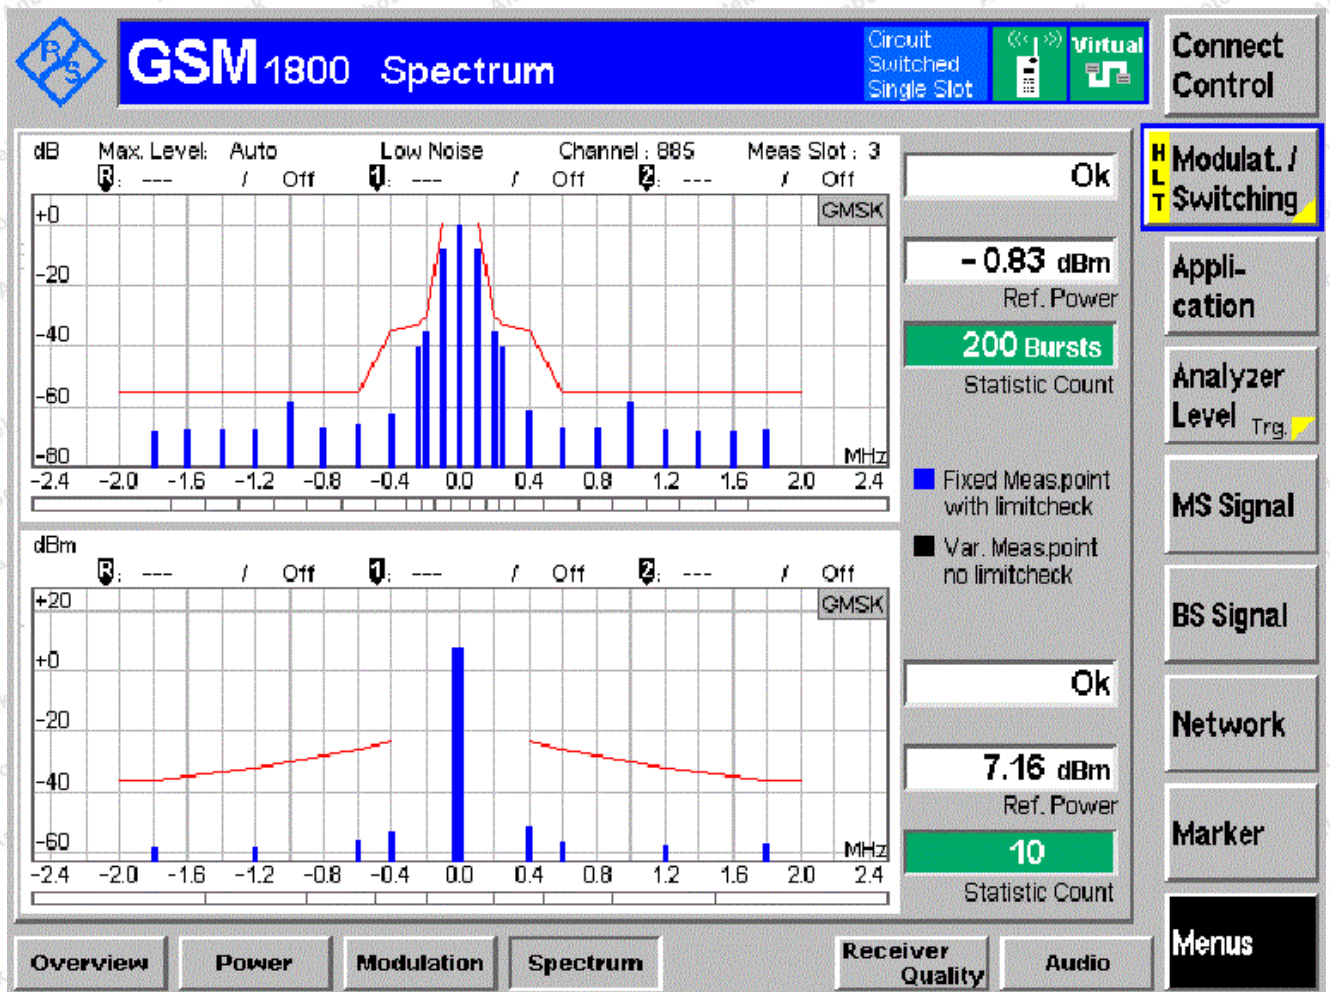 R S
GSM 1800 Spectrum
Circuit
Switched
Single Slot
Virtual
Connect
Control
dB Max. Level: Auto Low Noise Channel : 885 Meas Slot : 3
R : --- / Off 1 : --- / Off 2 : --- / Off
GMSK
+0
-20
-40
-60
-80
MHz
-2.4 -2.0 -1.6 -1.2 -0.8 -0.4 0.0 0.4 0.8 1.2 1.6 2.0 2.4
Ok
- 0.83 dBm
Ref. Power
200 Bursts
Statistic Count
Fixed Meas.point
with limitcheck
Var. Meas.point
no limitcheck
dBm
R : --- / Off 1 : --- / Off 2 : --- / Off
GMSK
+20
+0
-20
-40
-60
MHz
-2.4 -2.0 -1.6 -1.2 -0.8 -0.4 0.0 0.4 0.8 1.2 1.6 2.0 2.4
Ok
7.16 dBm
Ref. Power
10
Statistic Count
HLT
Modulat. /
Switching
Appli-
cation
Analyzer
Level Trg.
MS Signal
BS Signal
Network
Marker
Menus
Overview
Power
Modulation
Spectrum
Receiver
Quality
Audio